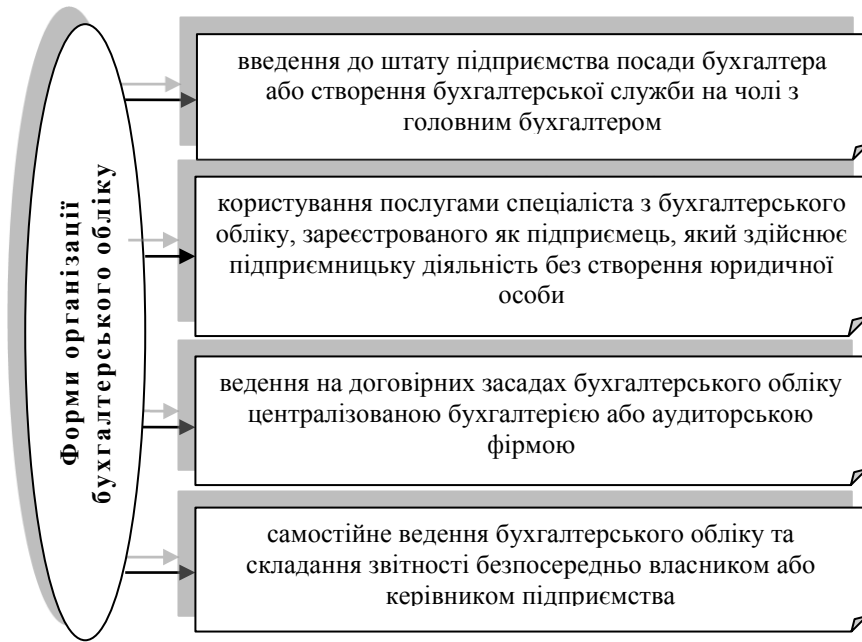 Форми організації
бухгалтерського обліку
введення до штату підприємства посади бухгалтера
або створення бухгалтерської служби на чолі з
головним бухгалтером
користування послугами спеціаліста з бухгалтерського
обліку, зареєстрованого як підприємець, який здійснює
підприємницьку діяльність без створення юридичної
особи
ведення на договірних засадах бухгалтерського обліку
централізованою бухгалтерією або аудиторською
фірмою
самостійне ведення бухгалтерського обліку та
складання звітності безпосередньо власником або
керівником підприємства